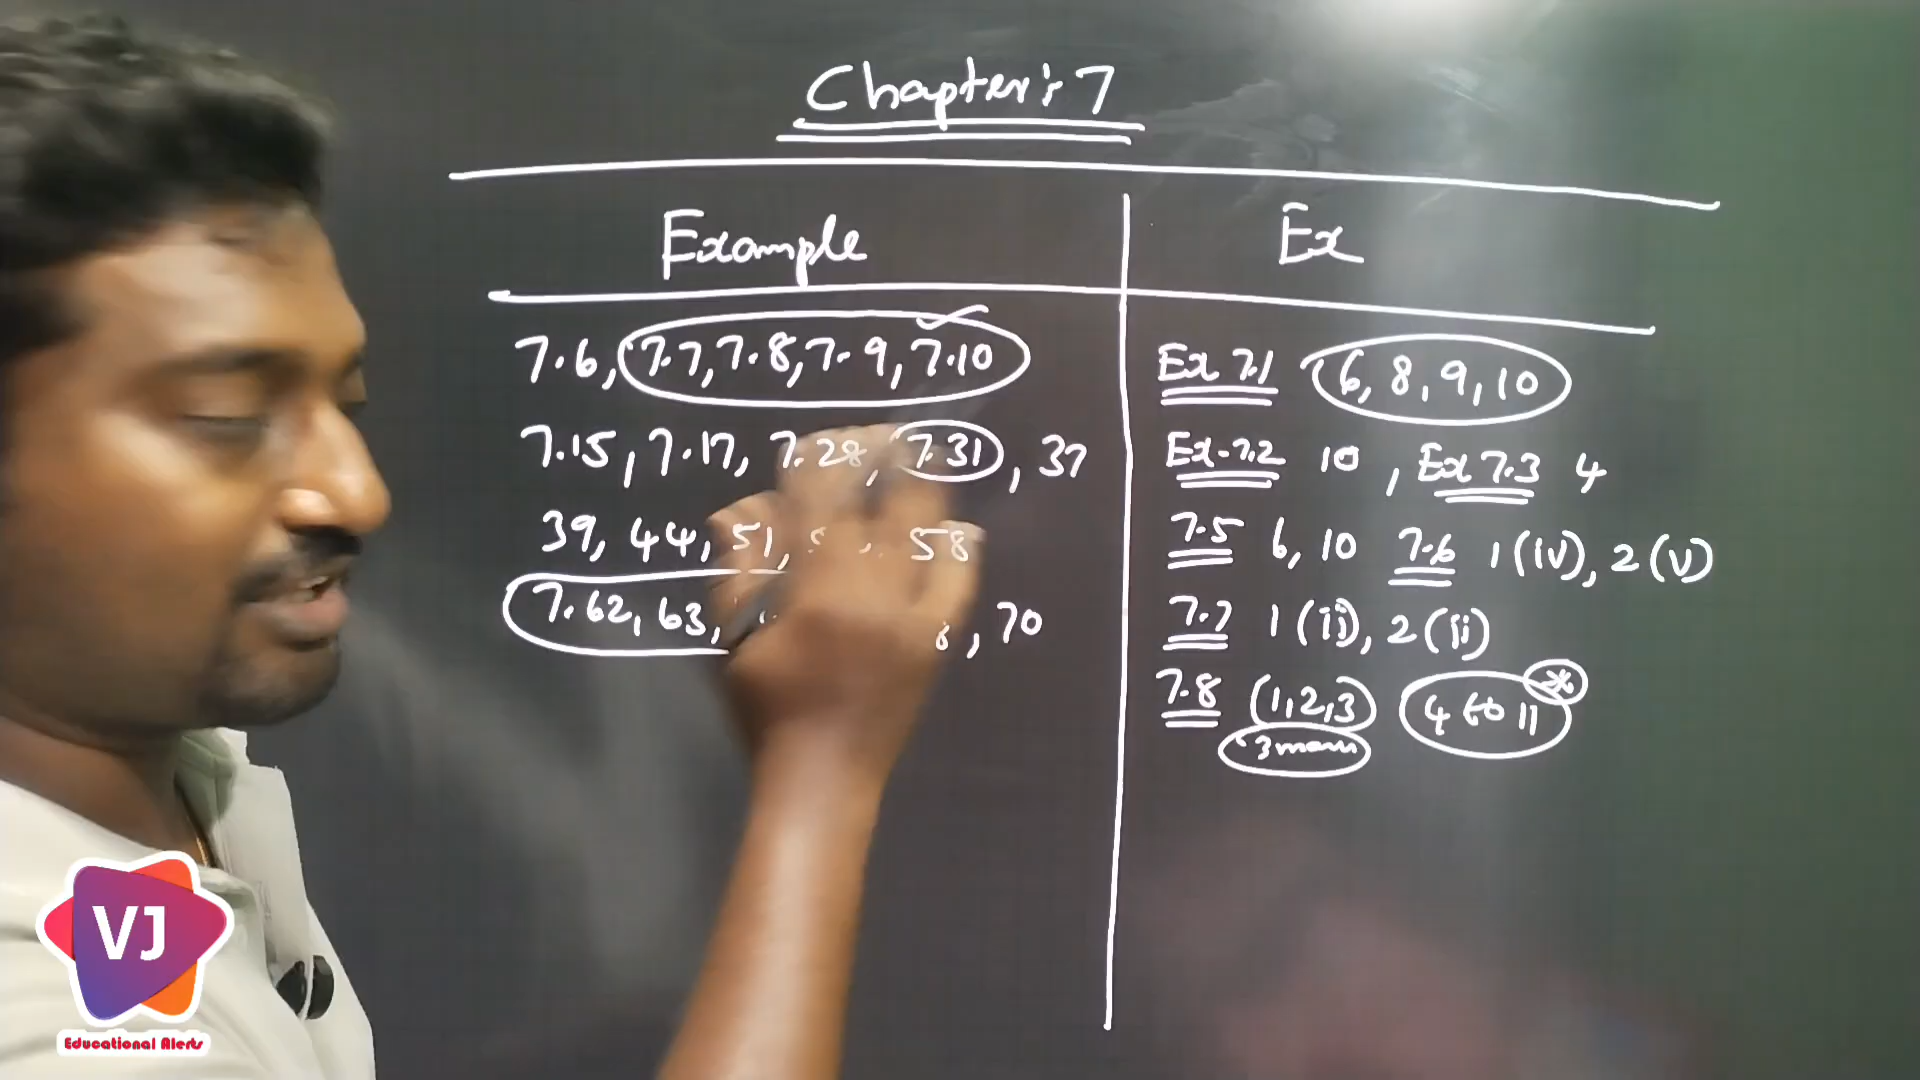 Chapter: 7
Example
Ex
7.6, 7.7, 7.8, 7.9, 7.10
7.15, 7.17, 7.28, 7.31, 37
39, 44, 51, 58
7.62, 63, 70
Ex 7.1 6, 8, 9, 10
Ex-7.2 10, Ex 7.3 4
7.5 6, 10 7.6 1(iv), 2(v)
7.7 1(ii), 2(ii)
7.8 (1,2,3) 4 to 11 *
VJ
Educational Alerts